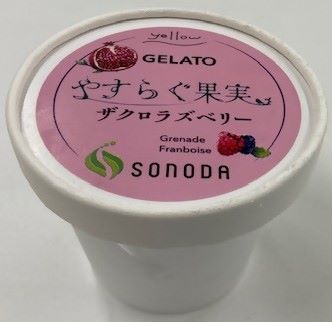 yellow
GELATO
やすらぐ果実
ザクロラズベリー
Grenade
Franboise
SONODA